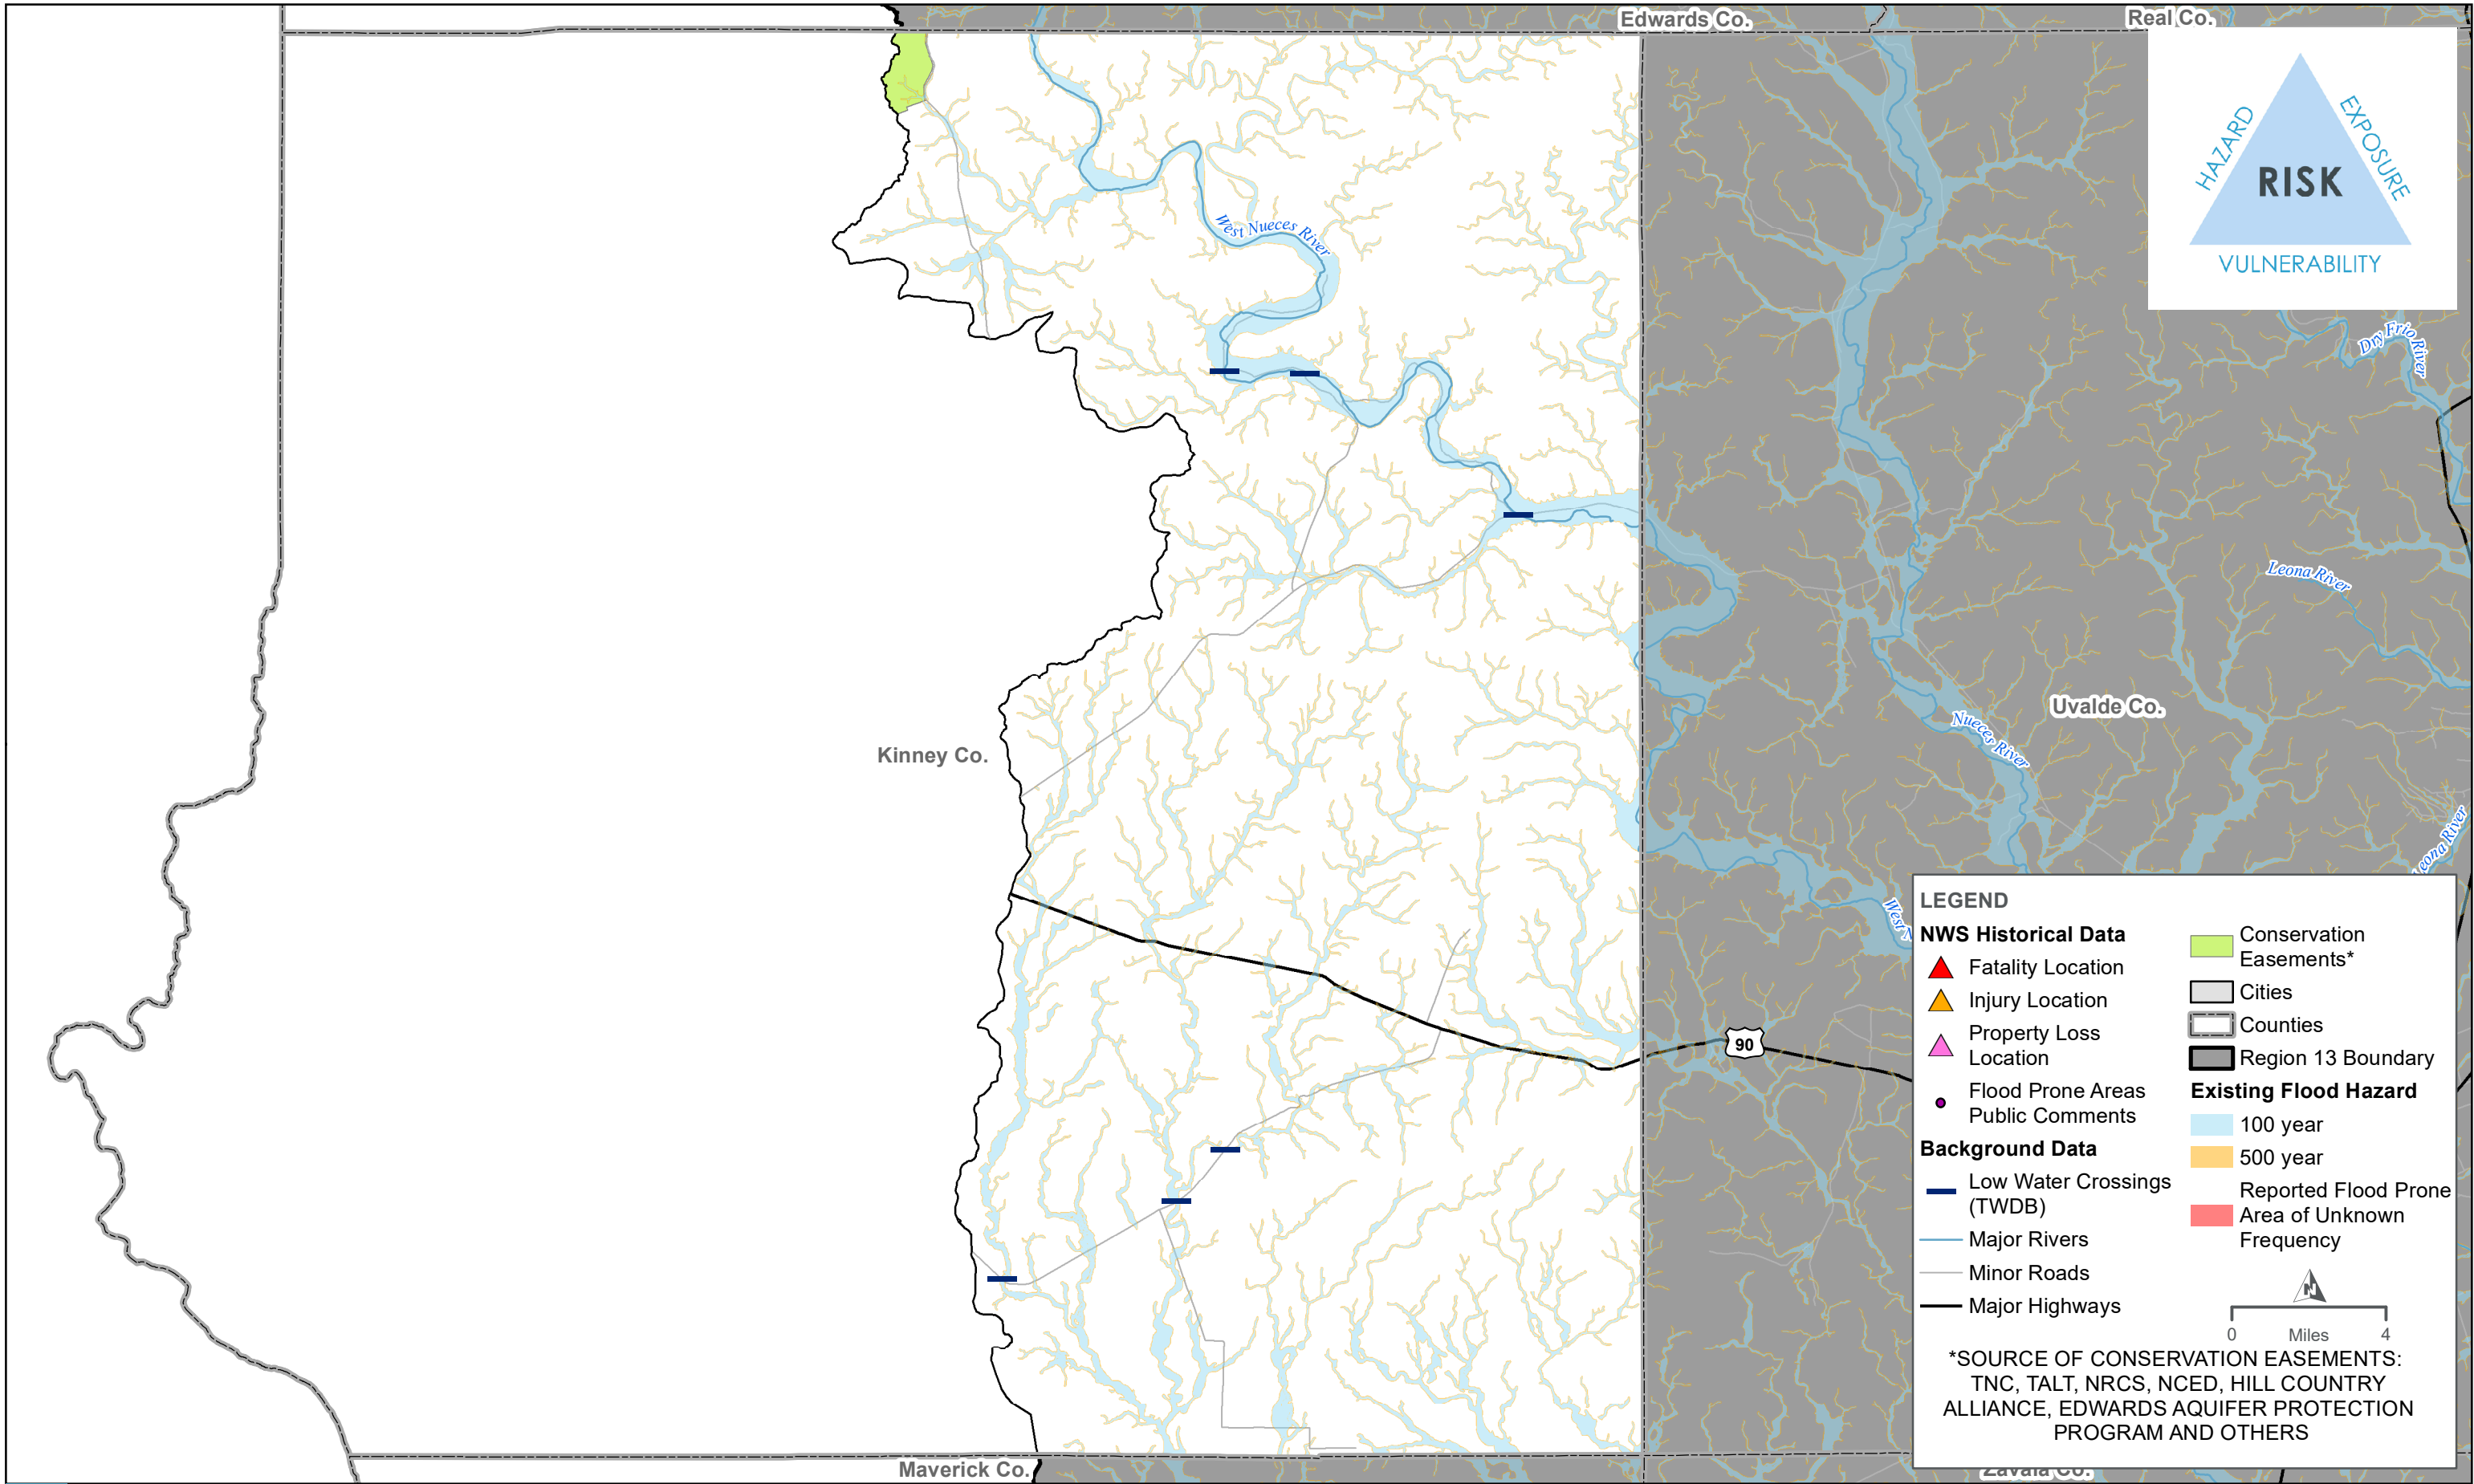 Edwards Co.
Real Co.
HAZARD
EXPOSURE
RISK
VULNERABILITY
West Nueces River
Dry Frio River
Leona River
Uvalde Co.
Nueces River
Kinney Co.
Leona River
West N
90
LEGEND
NWS Historical Data
Fatality Location
Injury Location
Property Loss
Location
Flood Prone Areas
Public Comments
Background Data
Low Water Crossings
(TWDB)
Major Rivers
Minor Roads
Major Highways
Conservation
Easements*
Cities
Counties
Region 13 Boundary
Existing Flood Hazard
100 year
500 year
Reported Flood Prone
Area of Unknown
Frequency
N
0 Miles 4
*SOURCE OF CONSERVATION EASEMENTS:
TNC, TALT, NRCS, NCED, HILL COUNTRY
ALLIANCE, EDWARDS AQUIFER PROTECTION
PROGRAM AND OTHERS
Maverick Co.
Zavala Co.